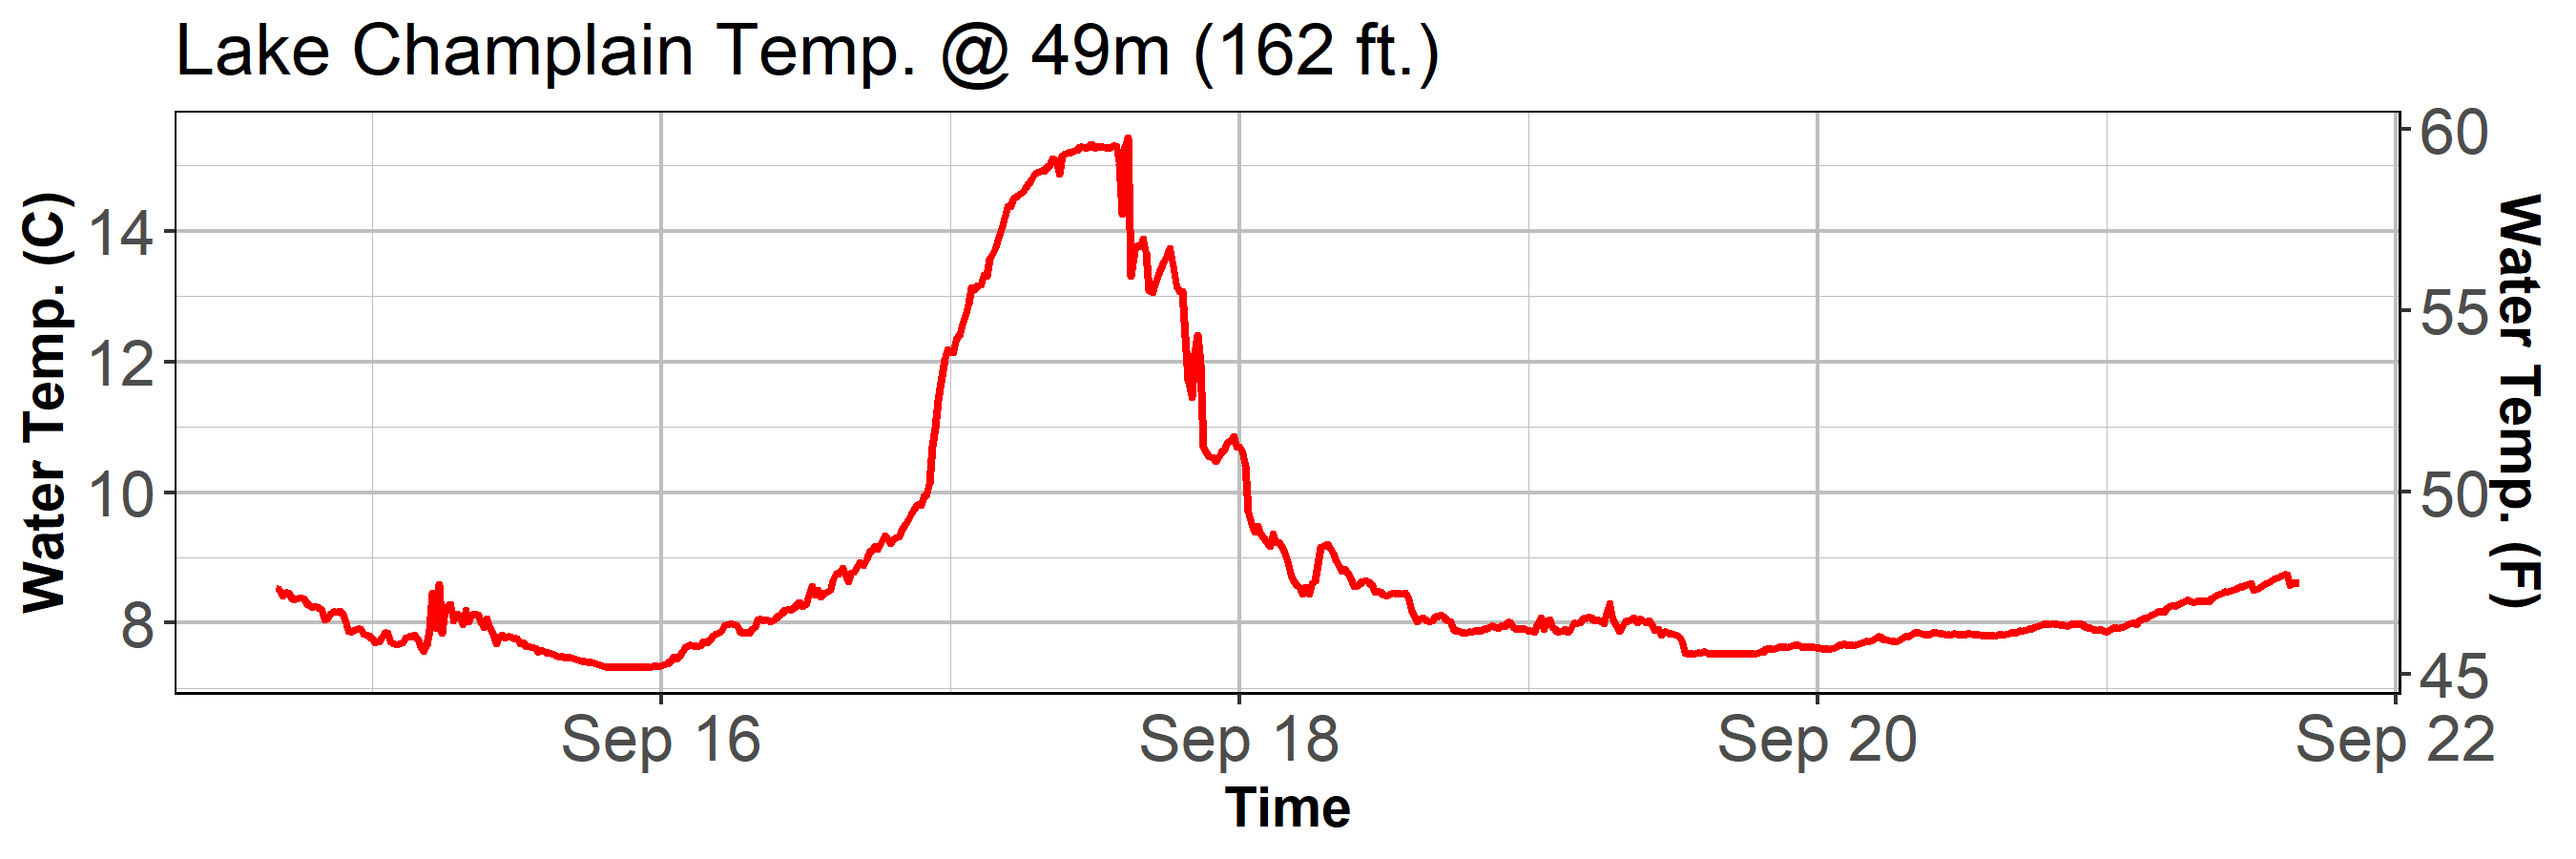 Lake Champlain Temp. @ 49m (162 ft.)
Water Temp. (C)
14
12
10
8
60
55
50
45
Water Temp. (F)
Sep 16
Sep 18
Sep 20
Sep 22
Time